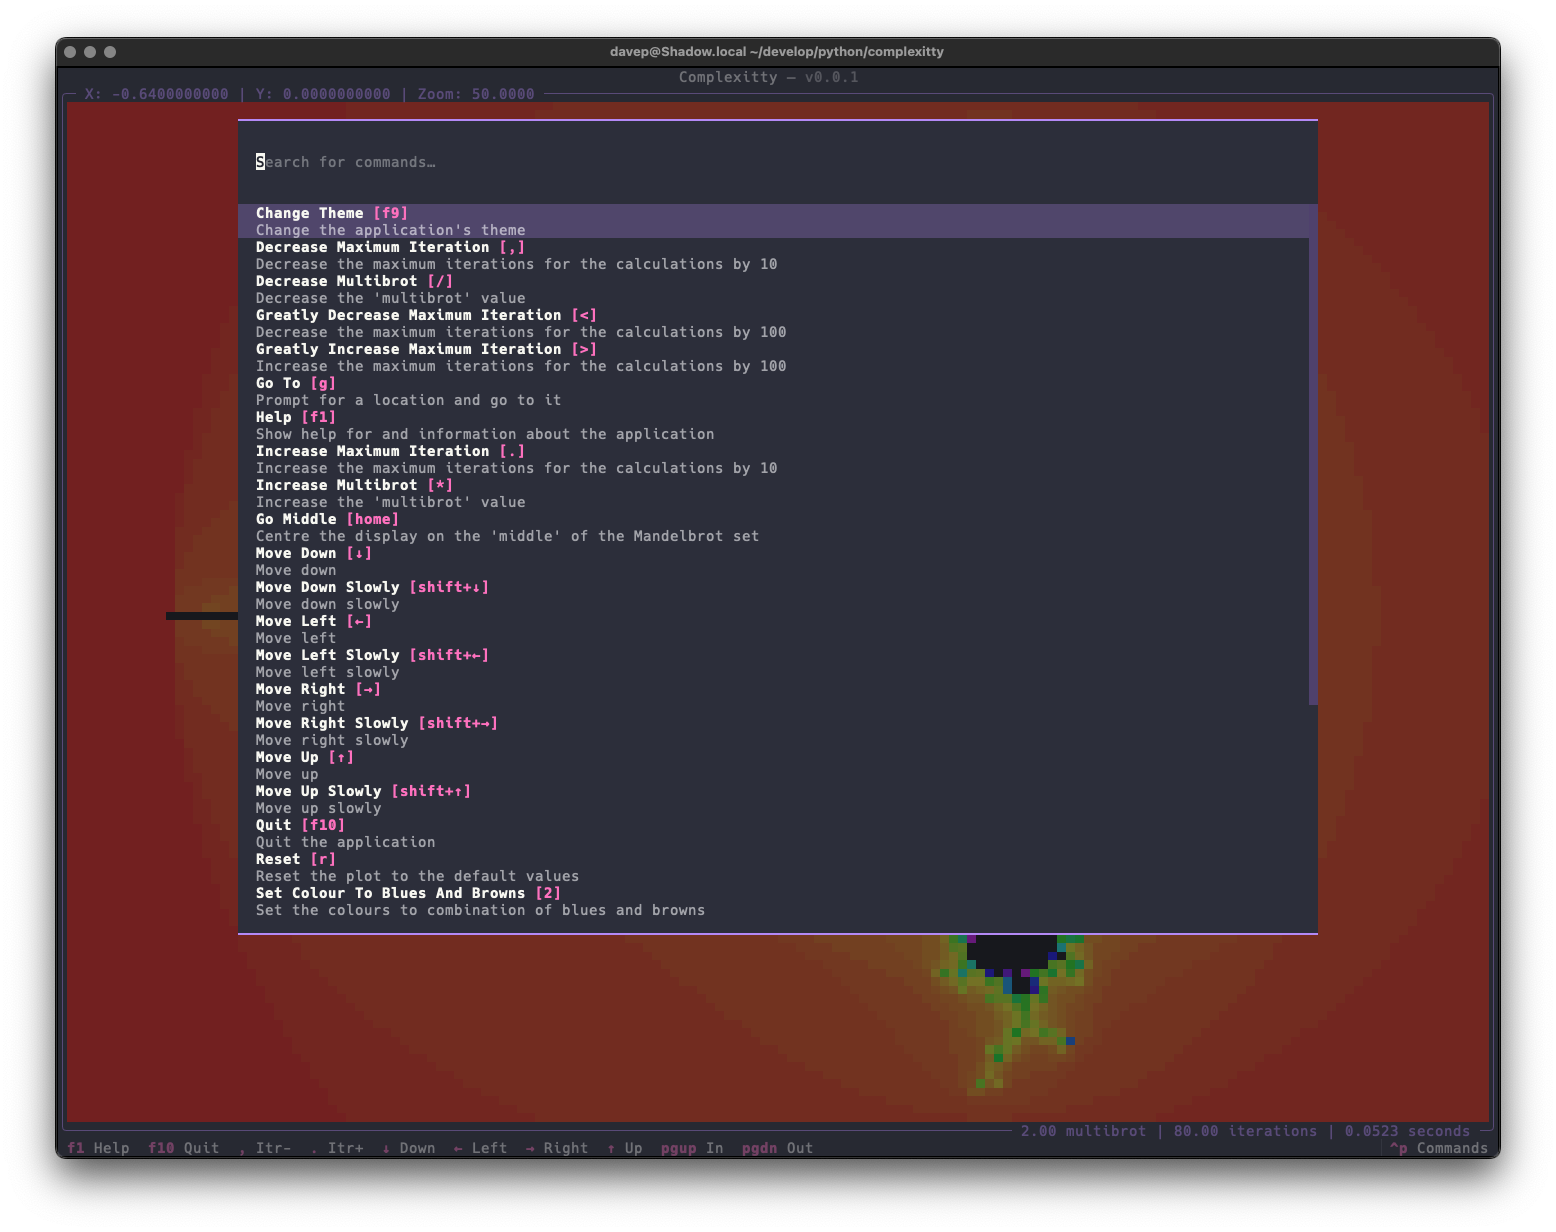 davep@Shadow.local ~/develop/python/complexitty
Complexitty — v0.0.1
X: -0.6400000000 | Y: 0.0000000000 | Zoom: 50.0000
Search for commands…
Change Theme [f9]
Change the application's theme
Decrease Maximum Iteration [,]
Decrease the maximum iterations for the calculations by 10
Decrease Multibrot [/]
Decrease the 'multibrot' value
Greatly Decrease Maximum Iteration [<]
Decrease the maximum iterations for the calculations by 100
Greatly Increase Maximum Iteration [>]
Increase the maximum iterations for the calculations by 100
Go To [g]
Prompt for a location and go to it
Help [f1]
Show help for and information about the application
Increase Maximum Iteration [.]
Increase the maximum iterations for the calculations by 10
Increase Multibrot [*]
Increase the 'multibrot' value
Go Middle [home]
Centre the display on the 'middle' of the Mandelbrot set
Move Down [↓]
Move down
Move Down Slowly [shift+↓]
Move down slowly
Move Left [←]
Move left
Move Left Slowly [shift+←]
Move left slowly
Move Right [→]
Move right
Move Right Slowly [shift+→]
Move right slowly
Move Up [↑]
Move up
Move Up Slowly [shift+↑]
Move up slowly
Quit [f10]
Quit the application
Reset [r]
Reset the plot to the default values
Set Colour To Blues And Browns [2]
Set the colours to combination of blues and browns
2.00 multibrot | 80.00 iterations | 0.0523 seconds
f1 Help f10 Quit , Itr- . Itr+ ↓ Down ← Left → Right ↑ Up pgup In pgdn Out ^p Commands